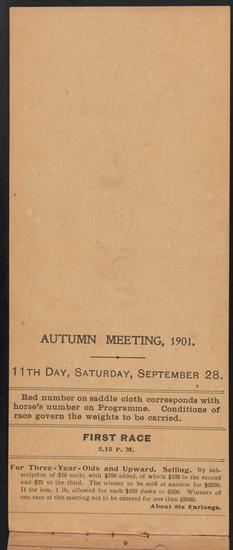 AUTUMN MEETING, 1901.
11TH DAY, SATURDAY, SEPTEMBER 28.
Red number on saddle cloth corresponds with
horse's number on Programme. Conditions of
race govern the weights to be carried.
FIRST RACE
2.15 P. M.
For Three-Year-Olds and Upward. Selling. By sub-
scription of $10 each; with $700 added, of which $125 to the second
and $75 to the third. The winner to be sold at auction for $2500.
If for less, 1 lb. allowed for each $100 down to $500. Winners of
one race at this meeting not to be entered for less than $2000.
About Six Furlongs.